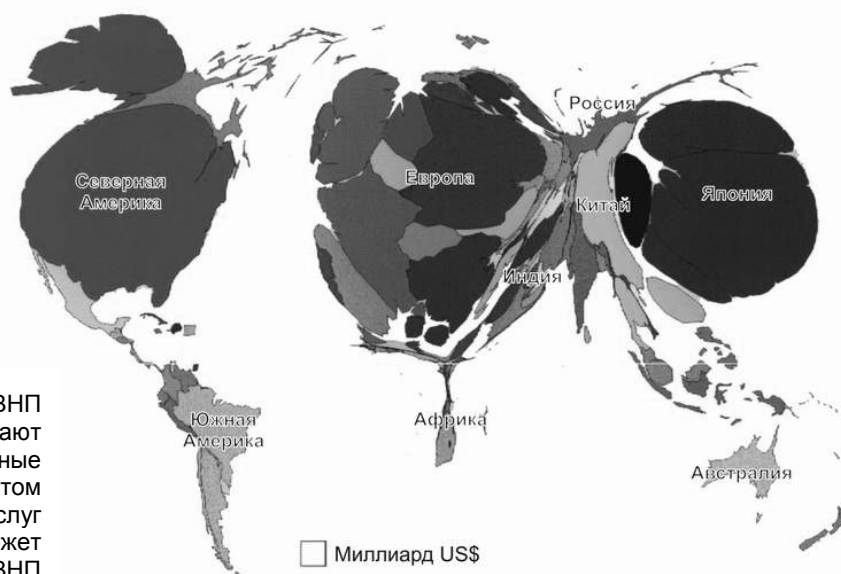 Россия
Северная
Америка
Европа
Китай
Япония
Индия
Южная
Америка
Африка
Австралия
ВНП
ают
ные
том
слуг
жет
ВНП
Миллиард US$